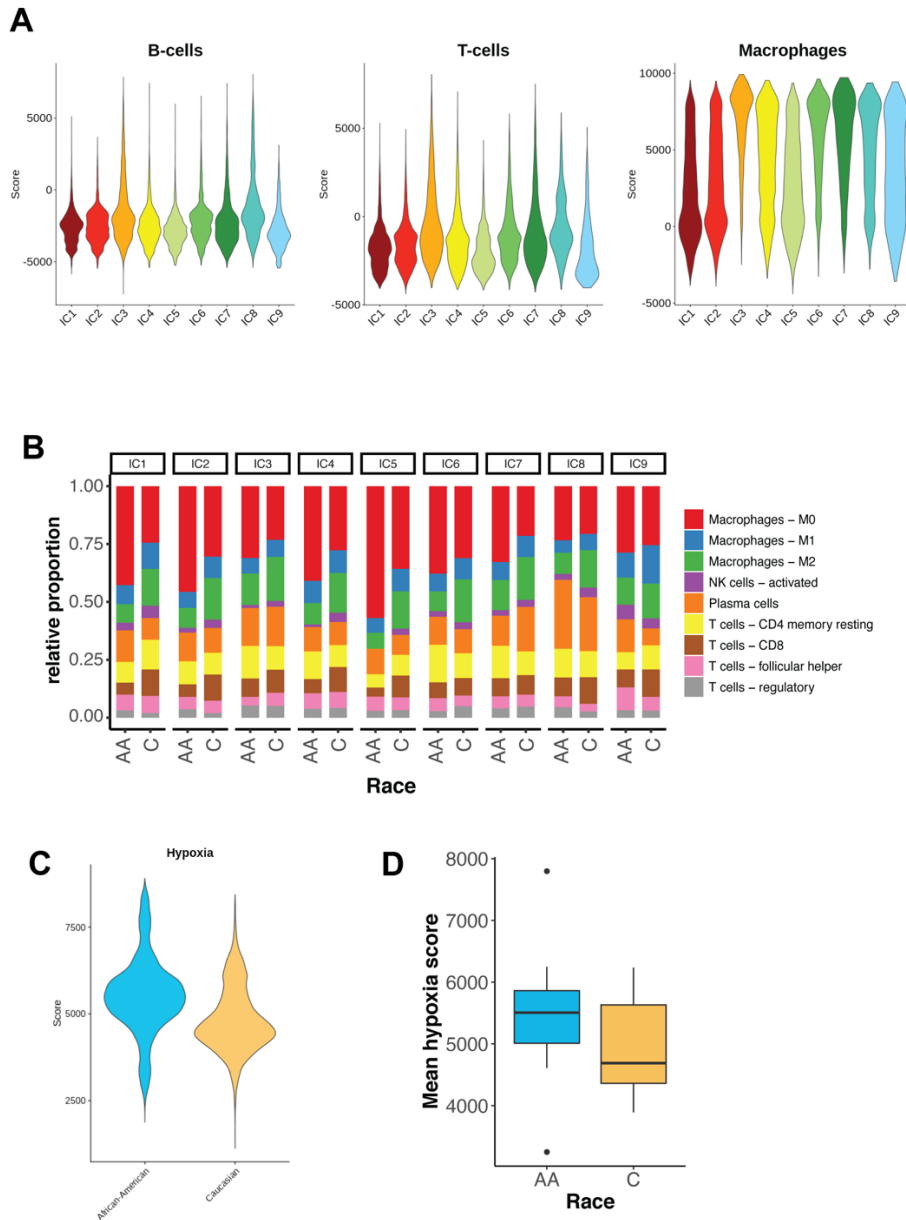 A
B-cells
T-cells
Macrophages
Score
5000
0
-5000
IC1 IC2 IC3 IC4 IC5 IC6 IC7 IC8 IC9
Score
5000
0
-5000
IC1 IC2 IC3 IC4 IC5 IC6 IC7 IC8 IC9
Score
10000
5000
0
-5000
IC1 IC2 IC3 IC4 IC5 IC6 IC7 IC8 IC9
B
IC1 IC2 IC3 IC4 IC5 IC6 IC7 IC8 IC9
relative proportion
1.00
0.75
0.50
0.25
0.00
AA C AA C AA C AA C AA C AA C AA C AA C AA C
Race
Macrophages – M0
Macrophages – M1
Macrophages – M2
NK cells – activated
Plasma cells
T cells – CD4 memory resting
T cells – CD8
T cells – follicular helper
T cells – regulatory
C
Hypoxia
Score
7500
5000
2500
African-American
Caucasian
D
Mean hypoxia score
8000
7000
6000
5000
4000
AA C
Race